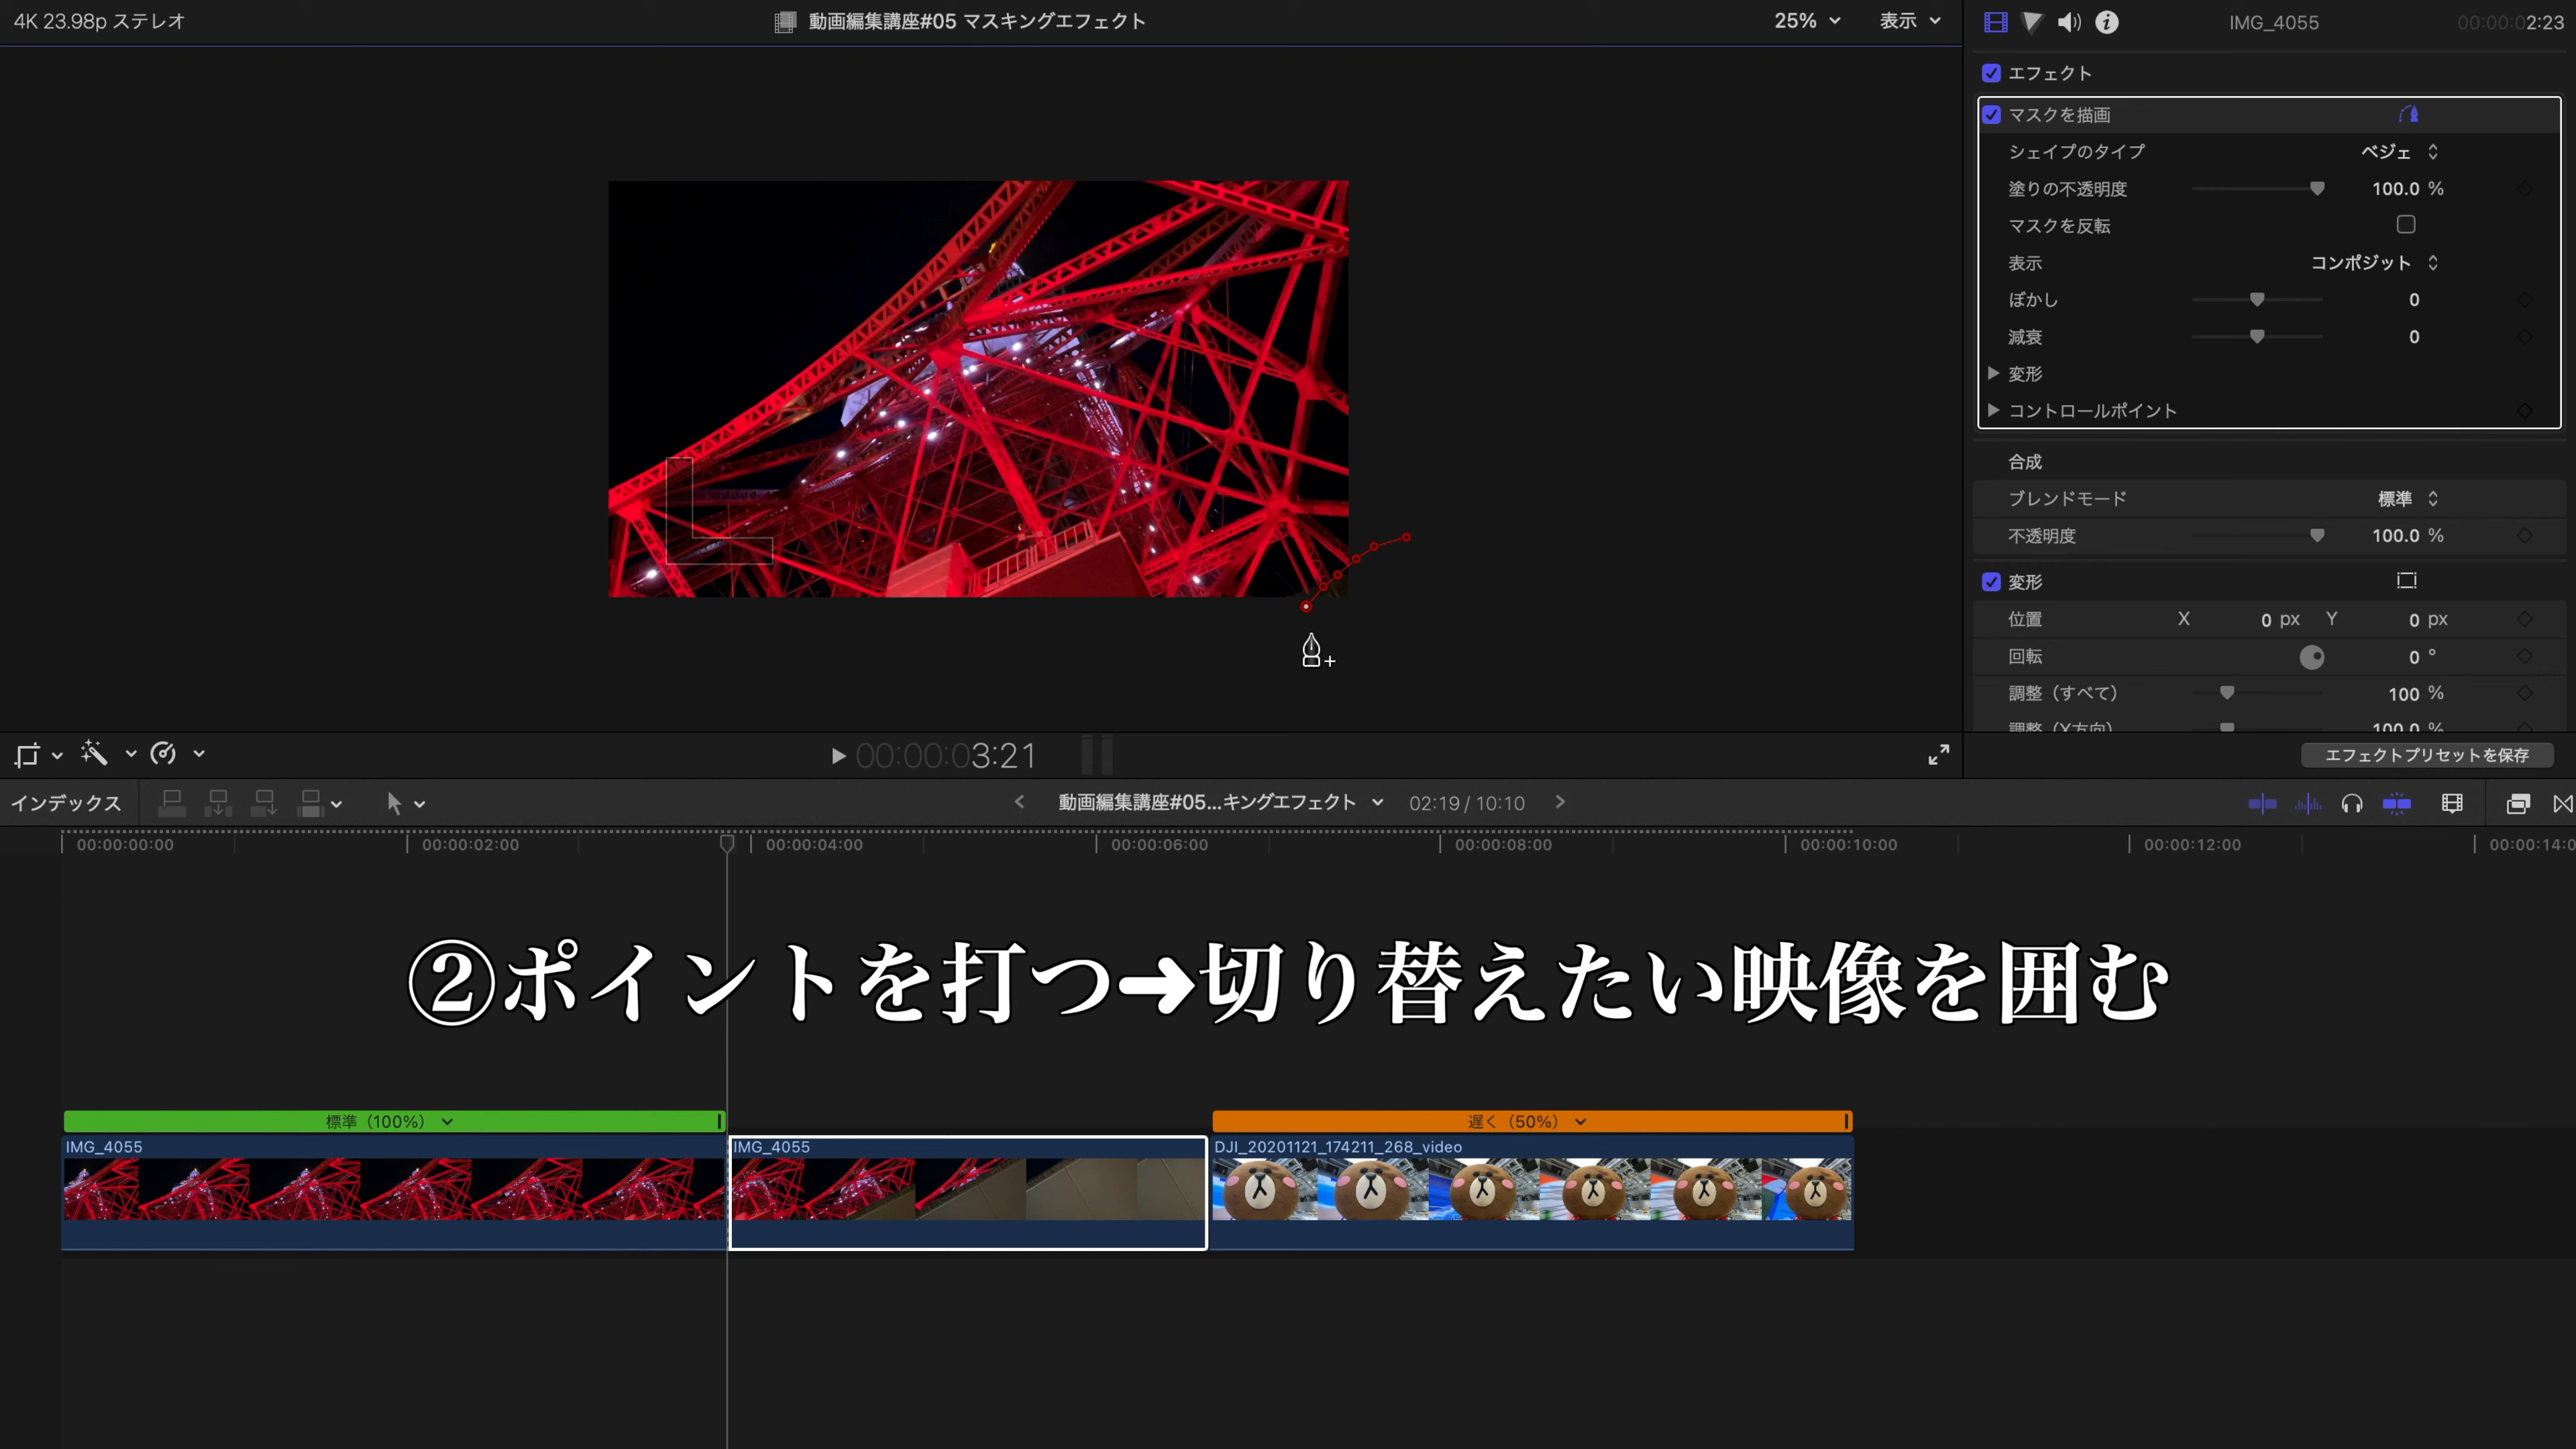 4K 23.98p ステレオ
動画編集講座#05 マスキングエフェクト
25%
表示
IMG_4055
00:00:02:23
エフェクト
マスクを描画
シェイプのタイプ ベジェ
塗りの不透明度 100.0 %
マスクを反転
表示 コンポジット
ぼかし 0
減衰 0
変形
コントロールポイント
合成
ブレンドモード 標準
不透明度 100.0 %
変形
位置 X 0 px Y 0 px
回転 0 °
調整（すべて） 100 %
調整（X方向） 100.0 %
エフェクトプリセットを保存
00:00:03:21
インデックス
動画編集講座#05...キングエフェクト
02:19 / 10:10
00:00:00:00 00:00:02:00 00:00:04:00 00:00:06:00 00:00:08:00 00:00:10:00 00:00:12:00 00:00:14:0
②ポイントを打つ➜切り替えたい映像を囲む
標準（100%）
遅く（50%）
IMG_4055
IMG_4055
DJI_20201121_174211_268_video